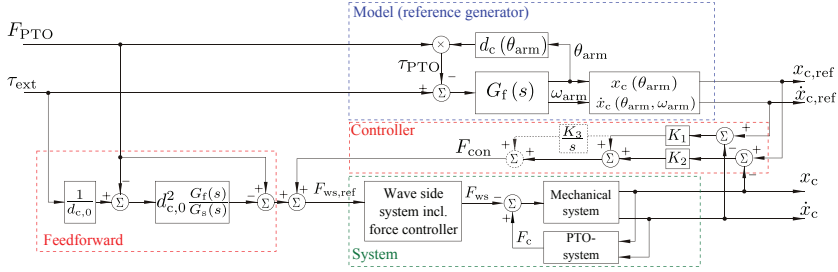 Model (reference generator)
F_PTO
×
d_c (θ_arm)
θ_arm
τ_PTO
−
τ_ext
+
Σ
G_f (s)
ω_arm
x_c (θ_arm)
ẋ_c (θ_arm, ω_arm)
x_c,ref
ẋ_c,ref
Controller
K_3
s
K_1
Σ
+
−
F_con
+
Σ
+
+
Σ
+
K_2
Σ
+
−
1
d_c,0
+
Σ
−
d²_c,0 G_f(s)
G_s(s)
+
−
Σ
+
+
Σ
F_ws,ref
Wave side
system incl.
force controller
F_ws
−
Σ
+
Mechanical
system
x_c
ẋ_c
F_c
PTO-
system
Feedforward
System